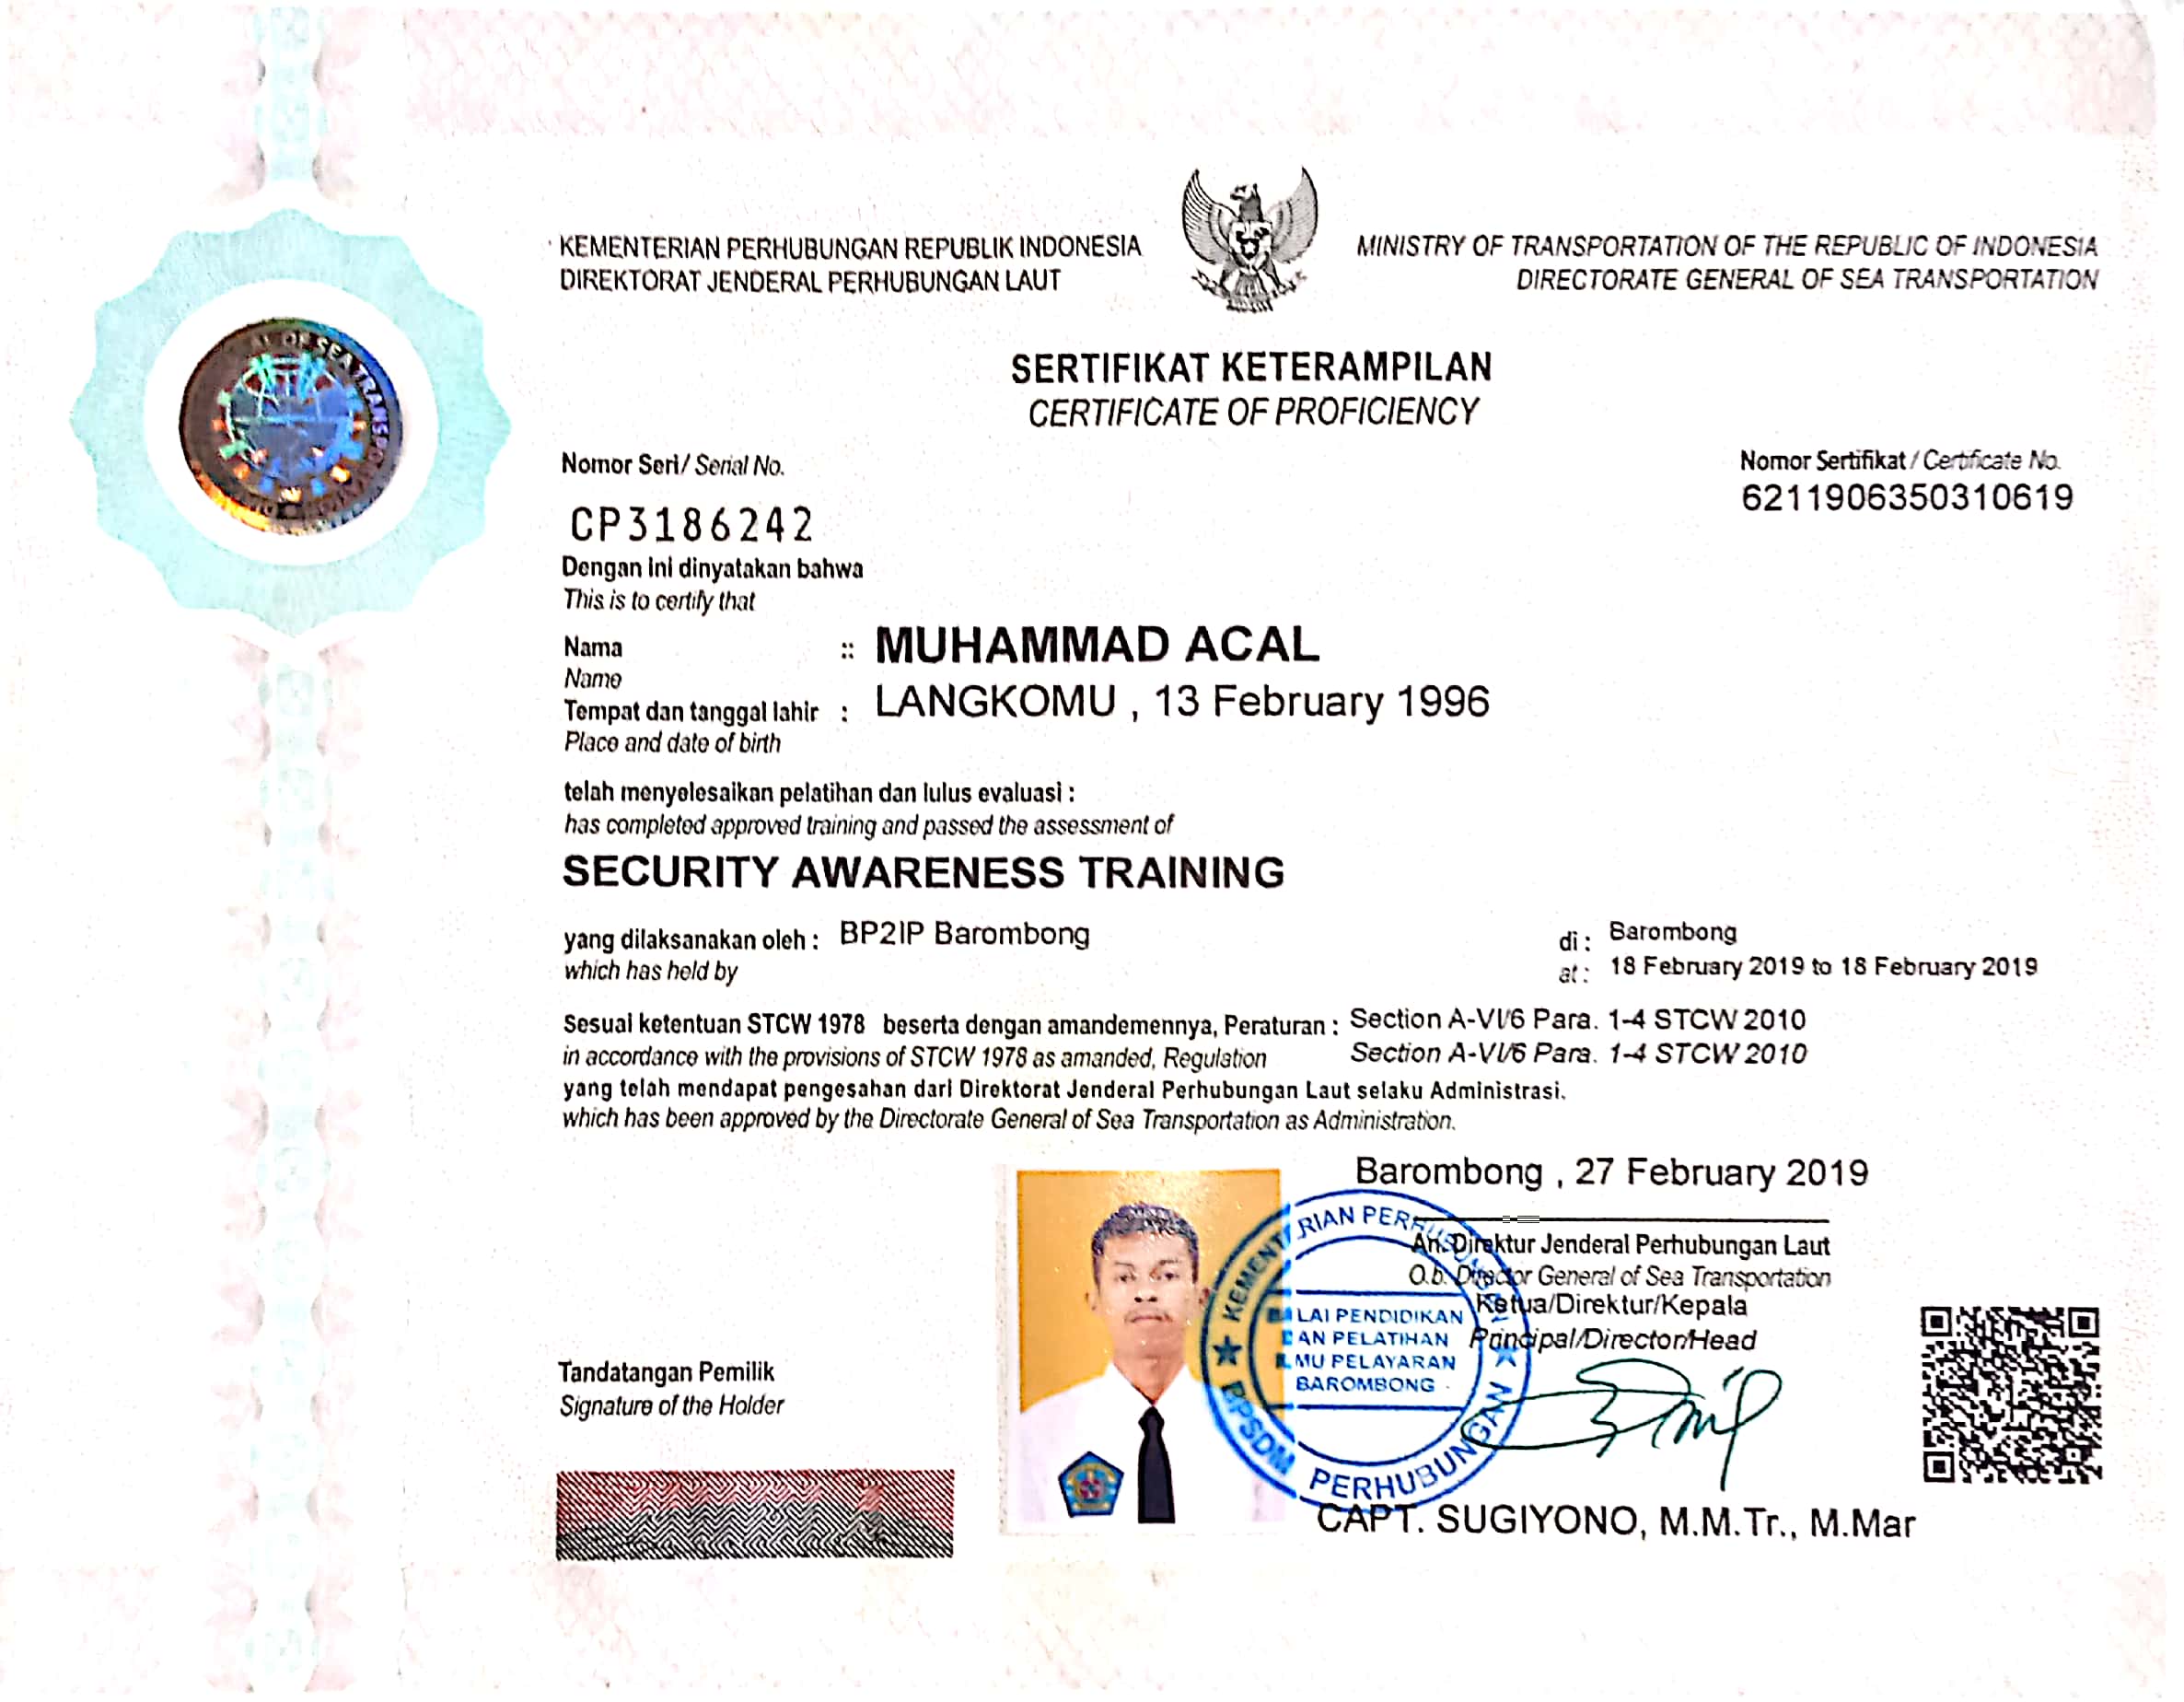 KEMENTERIAN PERHUBUNGAN REPUBLIK INDONESIA
DIREKTORAT JENDERAL PERHUBUNGAN LAUT
MINISTRY OF TRANSPORTATION OF THE REPUBLIC OF INDONESIA
DIRECTORATE GENERAL OF SEA TRANSPORTATION
OF SEA
SERTIFIKAT KETERAMPILAN
CERTIFICATE OF PROFICIENCY
Nomor Seri/ Serial No.
CP3186242
Nomor Sertifikat / Certificate No.
6211906350310619
Dengan ini dinyatakan bahwa
This is to certify that
Nama :: MUHAMMAD ACAL
Name
Tempat dan tanggal lahir : LANGKOMU , 13 February 1996
Place and date of birth
telah menyelesaikan pelatihan dan lulus evaluasi :
has completed approved training and passed the assessment of
SECURITY AWARENESS TRAINING
yang dilaksanakan oleh : BP2IP Barombong
which has held by
di : Barombong
at : 18 February 2019 to 18 February 2019
Sesuai ketentuan STCW 1978 beserta dengan amandemennya, Peraturan : Section A-VI/6 Para. 1-4 STCW 2010
in accordance with the provisions of STCW 1978 as amanded, Regulation Section A-VI/6 Para. 1-4 STCW 2010
yang telah mendapat pengesahan dari Direktorat Jenderal Perhubungan Laut selaku Administrasi.
which has been approved by the Directorate General of Sea Transportation as Administration.
Barombong , 27 February 2019
An. Direktur Jenderal Perhubungan Laut
O.b. Director General of Sea Transportation
Ketua/Direktur/Kepala
Principal/Director/Head
KEMENTERIAN PERHUBUNGAN
BALAI PENDIDIKAN
DAN PELATIHAN
ILMU PELAYARAN
BAROMBONG
BPSDM PERHUBUNGAN
Tandatangan Pemilik
Signature of the Holder
CAPT. SUGIYONO, M.M.Tr., M.Mar